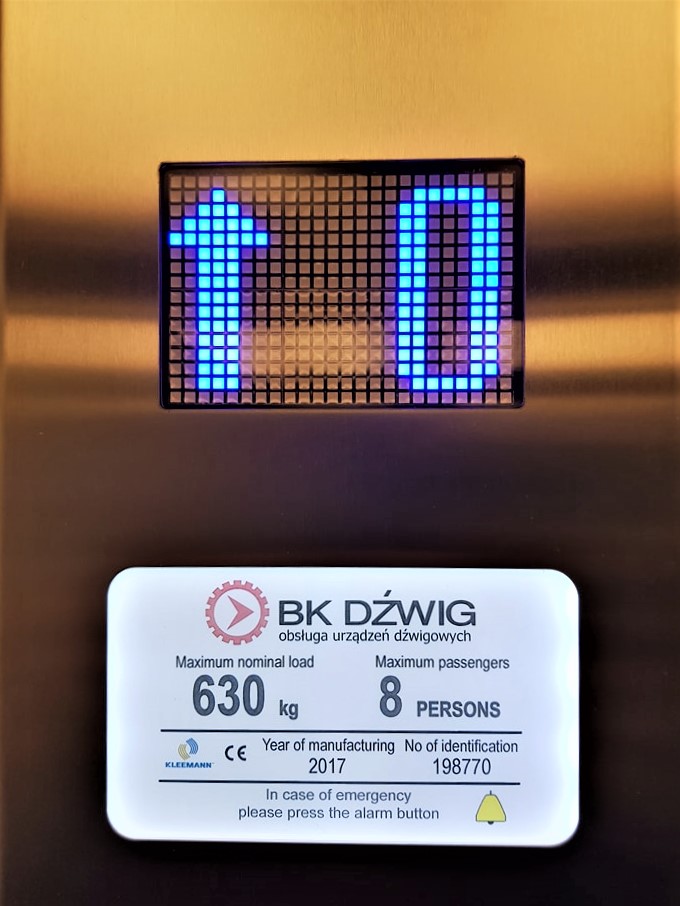 ↑ 0
BK DŹWIG
obsługa urządzeń dźwigowych
Maximum nominal load Maximum passengers
630 kg 8 PERSONS
KLEEMANN CE Year of manufacturing No of identification
2017 198770
In case of emergency
please press the alarm button